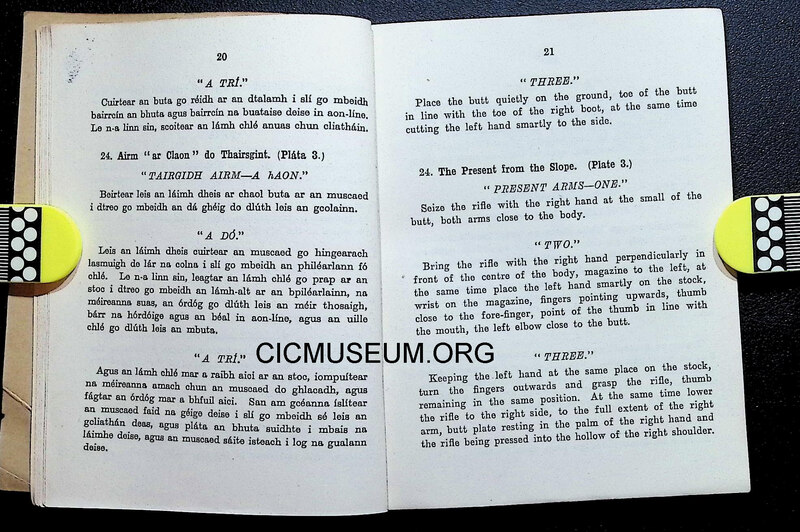 20
"A TRÍ."
Cuirtear an buta go réidh ar an dtalamh i slí go mbeidh
bairrcín an bhuta agus bairrcín na buataise deise in aon-líne.
Le n-a linn sin, scoitear an lámh chlé anuas chun cliatháin.
24. Airm "ar Claon" do Thairsgint. (Pláta 3.)
"TAIRGIDH AIRM—A hAON."
Beirtear leis an láimh dheis ar chaol buta ar an muscaed
i dtreo go mbeidh an dá ghéig do dlúth leis an gcolainn.
"A DÓ."
Leis an láimh dheis cuirtear an muscaed go hingearach
lasmuigh de lár na colna i slí go mbeidh an philéarlann fó
chlé. Le n-a linn sin, leagtar an lámh chlé go prap ar an
stoc i dtreo go mbeidh an lámh-alt ar an bpiléarlainn, na
méireanna suas, an órdóg go dlúth leis an méir thosaigh,
bárr na hórdóige agus an béal in aon-líne, agus an uille
chlé go dlúth leis an mbuta.
"A TRÍ."
Agus an lámh chlé mar a raibh aici ar an stoc, iompuítear
na méireanna amach chun an muscaed do ghlacadh, agus
fágtar an órdóg mar a bhfuil aici. San am gcéanna íslítear
an muscaed faid na géige deise i slí go mbeidh sé leis an
gcliathán deas, agus pláta an bhuta suidhte i mbais na
láimhe deise, agus an muscaed sáite isteach i log na gualann
deise.
21
"THREE."
Place the butt quietly on the ground, toe of the butt
in line with the toe of the right boot, at the same time
cutting the left hand smartly to the side.
24. The Present from the Slope. (Plate 3.)
"PRESENT ARMS—ONE."
Seize the rifle with the right hand at the small of the
butt, both arms close to the body.
"TWO."
Bring the rifle with the right hand perpendicularly in
front of the centre of the body, magazine to the left, at
the same time place the left hand smartly on the stock,
wrist on the magazine, fingers pointing upwards, thumb
close to the fore-finger, point of the thumb in line with
the mouth, the left elbow close to the butt.
"THREE."
Keeping the left hand at the same place on the stock,
turn the fingers outwards and grasp the rifle, thumb
remaining in the same position. At the same time lower
the rifle to the right side, to the full extent of the right
arm, butt plate resting in the palm of the right hand and
the rifle being pressed into the hollow of the right shoulder.
CICMUSEUM.ORG